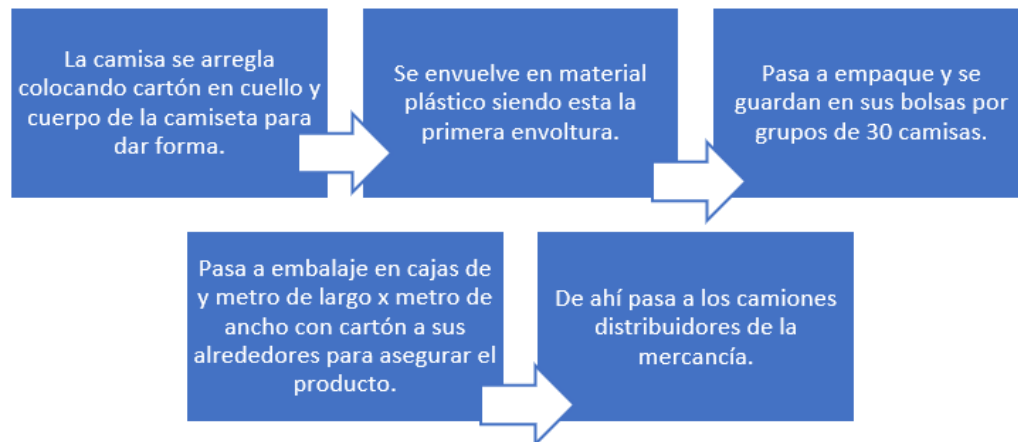 La camisa se arregla
colocando cartón en cuello y
cuerpo de la camiseta para
dar forma.
Se envuelve en material
plástico siendo esta la
primera envoltura.
Pasa a empaque y se
guardan en sus bolsas por
grupos de 30 camisas.
Pasa a embalaje en cajas de
y metro de largo x metro de
ancho con cartón a sus
alrededores para asegurar el
producto.
De ahí pasa a los camiones
distribuidores de la
mercancía.